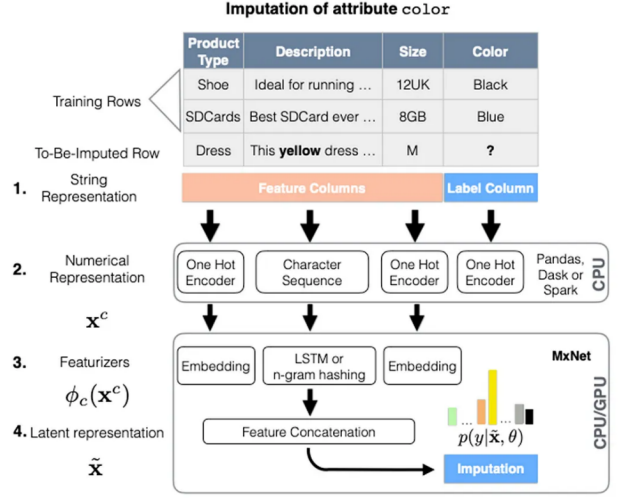 Imputation of attribute color
Product Type Description Size Color
Training Rows
Shoe Ideal for running … 12UK Black
SDCards Best SDCard ever … 8GB Blue
To-Be-Imputed Row Dress This yellow dress … M ?
1. String Representation Feature Columns Label Column
2. Numerical Representation One Hot Encoder Character Sequence One Hot Encoder One Hot Encoder Pandas, Dask or Spark CPU
x^c
3. Featurizers Embedding LSTM or n-gram hashing Embedding MxNet
ϕ_c(x^c) CPU/GPU
4. Latent representation Feature Concatenation ... ...
p(y|x̃, θ)
x̃ Imputation